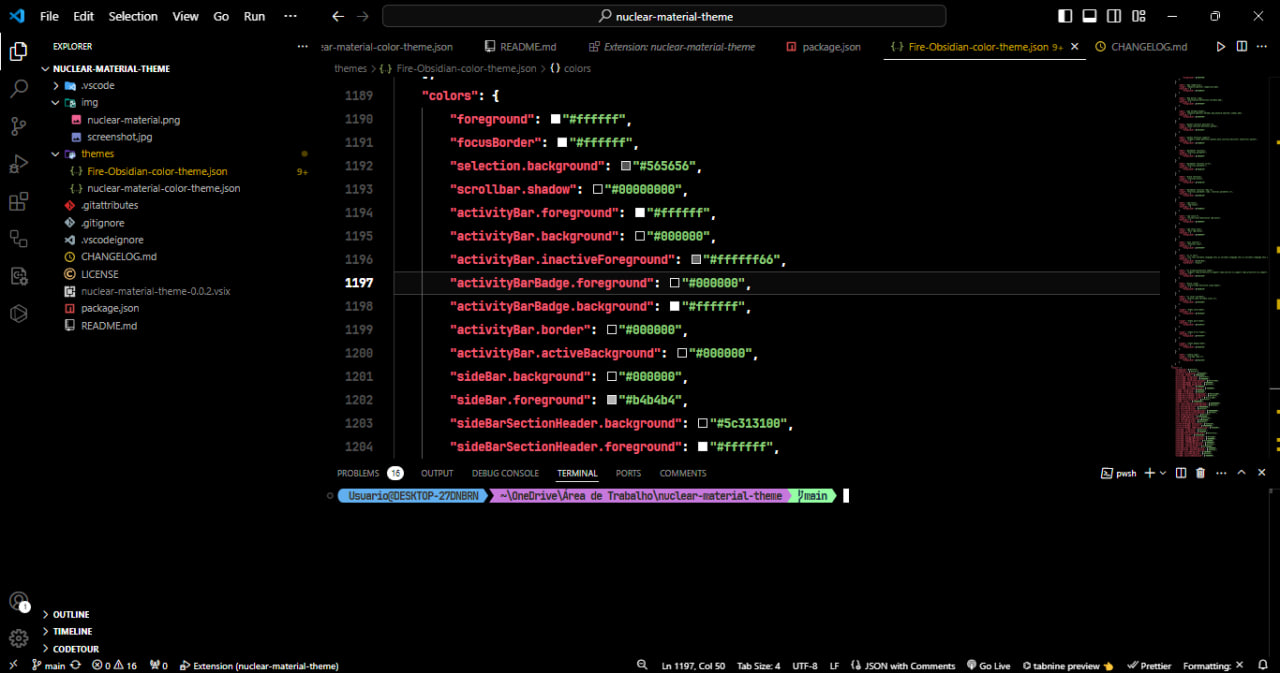 File Edit Selection View Go Run ··· nuclear-material-theme
EXPLORER ···
NUCLEAR-MATERIAL-THEME
.vscode
img
nuclear-material.png
screenshot.jpg
themes
Fire-Obsidian-color-theme.json 9+
nuclear-material-color-theme.json
.gitattributes
.gitignore
.vscodeignore
CHANGELOG.md
LICENSE
nuclear-material-theme-0.0.2.vsix
package.json
README.md
OUTLINE
TIMELINE
CODETOUR
ar-material-color-theme.json README.md Extension: nuclear-material-theme package.json Fire-Obsidian-color-theme.json 9+ CHANGELOG.md
themes > Fire-Obsidian-color-theme.json > {} colors
1189 "colors": {
1190 "foreground": "#ffffff",
1191 "focusBorder": "#ffffff",
1192 "selection.background": "#565656",
1193 "scrollbar.shadow": "#00000000",
1194 "activityBar.foreground": "#ffffff",
1195 "activityBar.background": "#000000",
1196 "activityBar.inactiveForeground": "#ffffff66",
1197 "activityBarBadge.foreground": "#000000",
1198 "activityBarBadge.background": "#ffffff",
1199 "activityBar.border": "#000000",
1200 "activityBar.activeBackground": "#000000",
1201 "sideBar.background": "#000000",
1202 "sideBar.foreground": "#b4b4b4",
1203 "sideBarSectionHeader.background": "#5c313100",
1204 "sideBarSectionHeader.foreground": "#ffffff",
PROBLEMS 16 OUTPUT DEBUG CONSOLE TERMINAL PORTS COMMENTS pwsh
Usuario@DESKTOP-27DNBRN ~\OneDrive\Área de Trabalho\nuclear-material-theme main
1
main 0 16 0 Extension (nuclear-material-theme) Ln 1197, Col 50 Tab Size: 4 UTF-8 LF JSON with Comments Go Live tabnine preview Prettier Formatting: ×